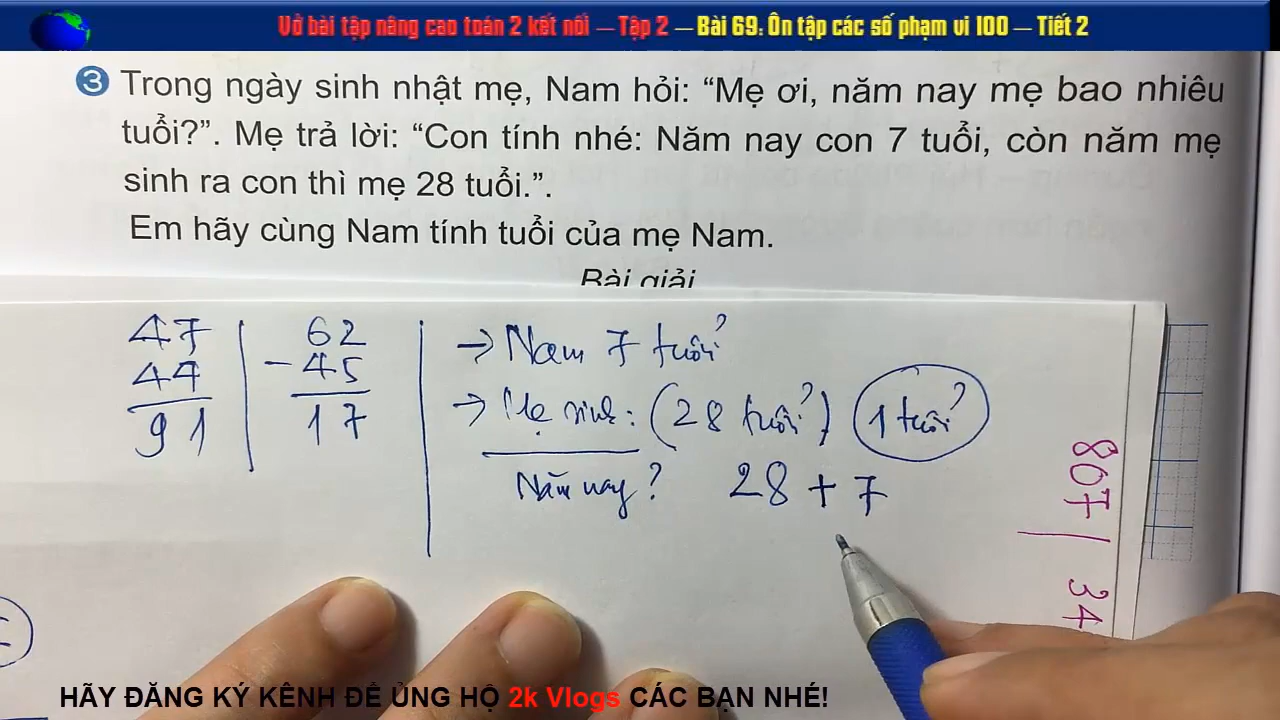 Vở bài tập nâng cao toán 2 kết nối – Tập 2 – Bài 69: Ôn tập các số phạm vi 100 – Tiết 2
3 Trong ngày sinh nhật mẹ, Nam hỏi: “Mẹ ơi, năm nay mẹ bao nhiêu
tuổi?”. Mẹ trả lời: “Con tính nhé: Năm nay con 7 tuổi, còn năm mẹ
sinh ra con thì mẹ 28 tuổi.”.
Em hãy cùng Nam tính tuổi của mẹ Nam.
Bài giải
47
44
91
62
- 45
17
→ Nam 7 tuổi
→ Mẹ sinh: (28 tuổi) 1 tuổi
Năm nay? 28 + 7
807 | 34
HÃY ĐĂNG KÝ KÊNH ĐỂ ỦNG HỘ 2k Vlogs CÁC BẠN NHÉ!